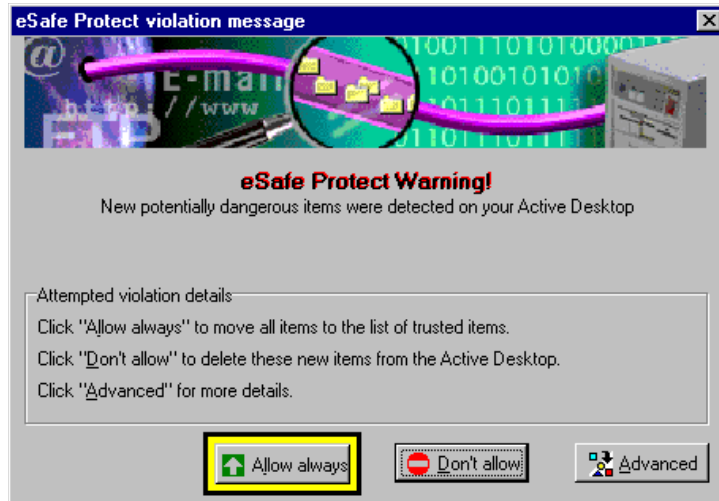 eSafe Protect violation message
@
E-mail
http://www
FTP
10011101010000111
1101001010
eSafe Protect Warning!
New potentially dangerous items were detected on your Active Desktop
Attempted violation details
Click "Allow always" to move all items to the list of trusted items.
Click "Don't allow" to delete these new items from the Active Desktop.
Click "Advanced" for more details.
Allow always
Don't allow
Advanced